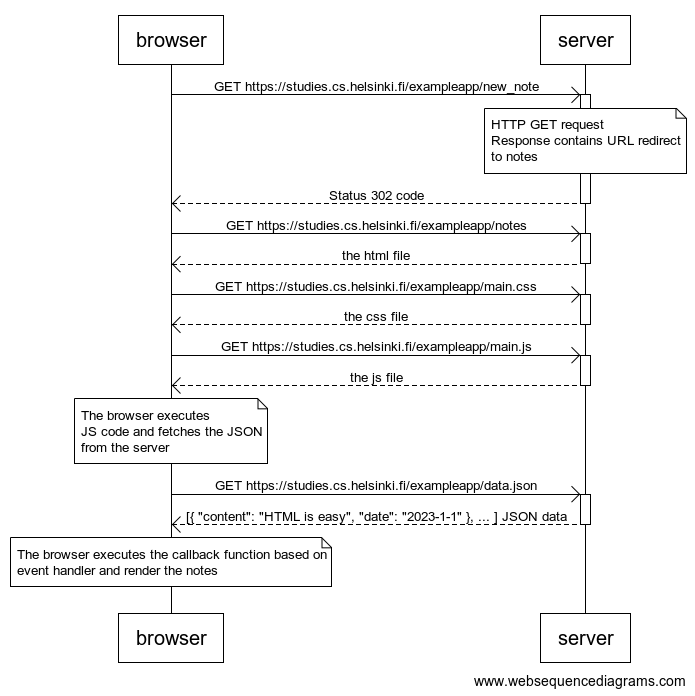 browser
server
GET https://studies.cs.helsinki.fi/exampleapp/new_note
HTTP GET request
Response contains URL redirect
to notes
Status 302 code
GET https://studies.cs.helsinki.fi/exampleapp/notes
the html file
GET https://studies.cs.helsinki.fi/exampleapp/main.css
the css file
GET https://studies.cs.helsinki.fi/exampleapp/main.js
the js file
The browser executes
JS code and fetches the JSON
from the server
GET https://studies.cs.helsinki.fi/exampleapp/data.json
[{ "content": "HTML is easy", "date": "2023-1-1" }, ... ] JSON data
The browser executes the callback function based on
event handler and render the notes
browser
server
www.websequencediagrams.com